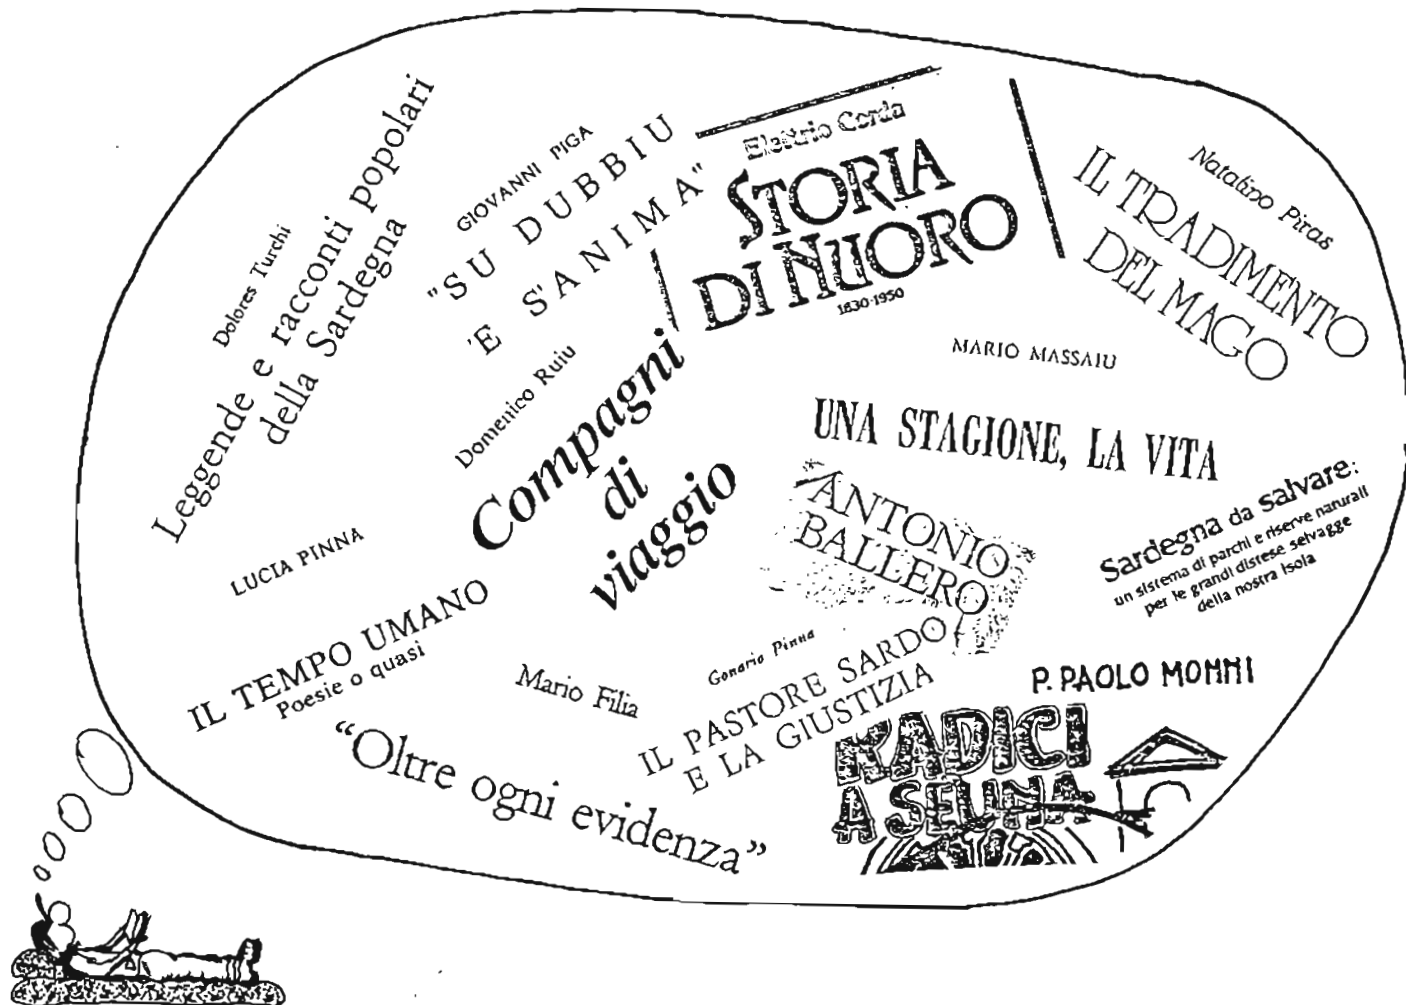 Dolores Turchi
Leggende e racconti popolari
della Sardegna
GIOVANNI PIGA
"SU DUBBIU
'E S'ANIMA"
Elettrio Corda
STORIA
DI NUORO
1830-1950
Natalino Piras
IL TRADIMENTO
DEL MAGO
Domenico Ruiu
Compagni
di
viaggio
MARIO MASSAIU
UNA STAGIONE, LA VITA
ANTONIO
BALLERO
Sardegna da salvare:
un sistema di parchi e riserve naturali
per le grandi distese selvagge
della nostra isola
LUCIA PINNA
IL TEMPO UMANO
Poesie o quasi
Mario Filia
"Oltre ogni evidenza"
Gonario Pinna
IL PASTORE SARDO
E LA GIUSTIZIA
P. PAOLO MONNI
RADICI
A SEUNA